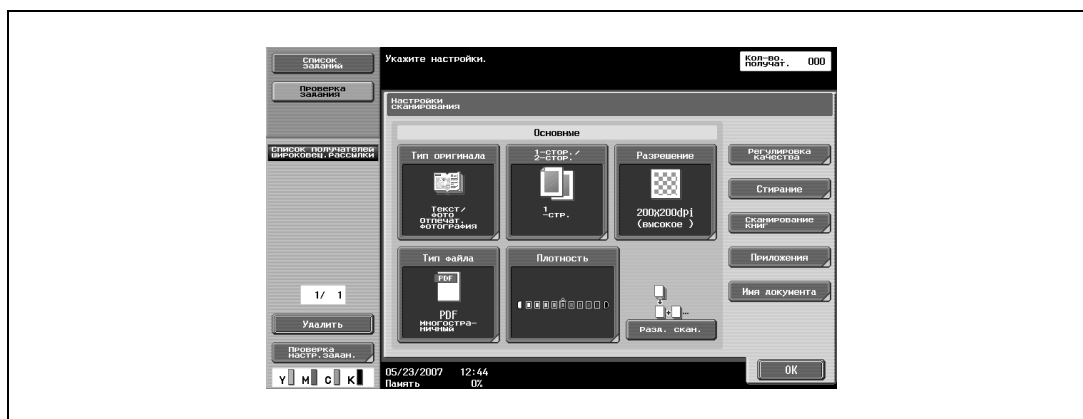 Список
заданий
Укажите настройки.
Кол-во.
получат. 000
Проверка
задания
Настройки
сканирования
Основные
Список получателей
широковец.рассылки
Тип оригинала
1-стор./
2-стор.
Разрешение
Регулировка
качества
Текст/
фото
отпечат.
фотография
1
-стр.
200X200dpi
(высокое )
Стирание
Сканирование
книг
Тип файла
Плотность
Приложения
PDF
PDF
многостра-
ничный
Имя документа
1/ 1
Удалить
Разд. скан.
Проверка
настр.задан.
05/23/2007 12:44
Память 0%
OK
Y M C K